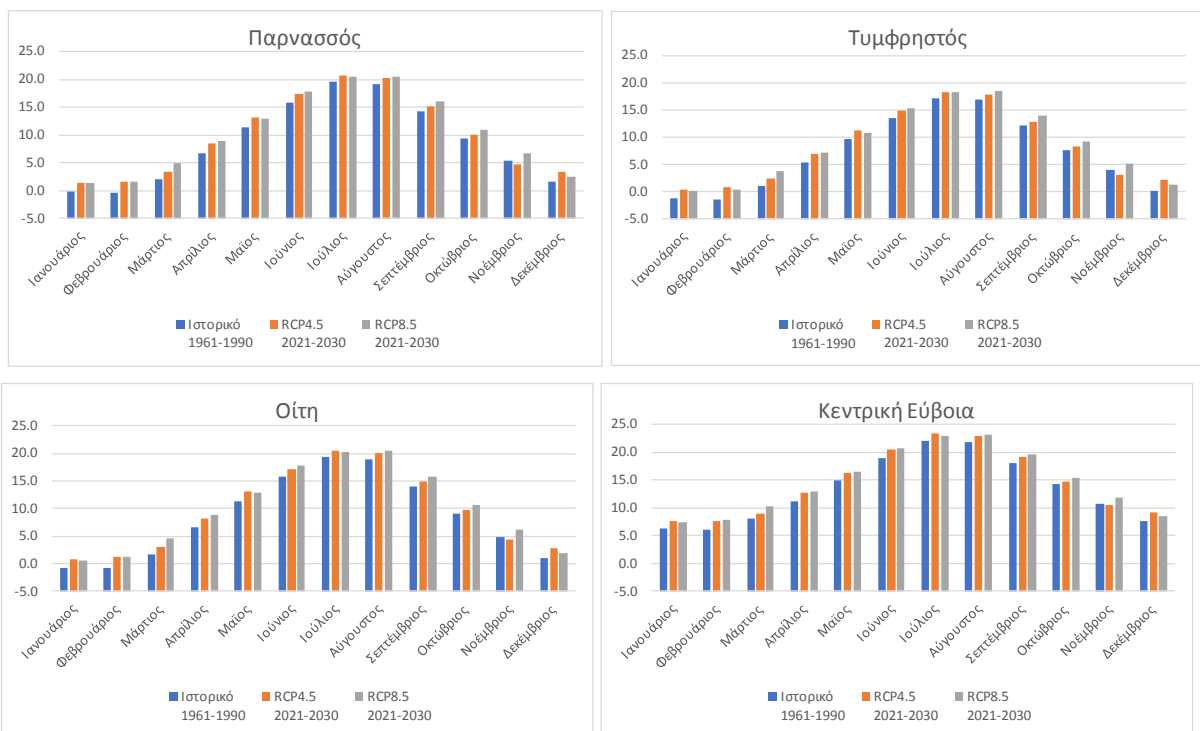 Παρνασσός
25.0
20.0
15.0
10.0
5.0
0.0
-5.0
Ιανουάριος
Φεβρουάριος
Μάρτιος
Απρίλιος
Μαϊος
Ιούνιος
Ιούλιος
Αύγουστος
Σεπτέμβριος
Οκτώβριος
Νοέμβριος
Δεκέμβριος
Ιστορικό RCP4.5 RCP8.5
1961-1990 2021-2030 2021-2030
Τυμφρηστός
25.0
20.0
15.0
10.0
5.0
0.0
-5.0
Ιανουάριος
Φεβρουάριος
Μάρτιος
Απρίλιος
Μαϊος
Ιούνιος
Ιούλιος
Αύγουστος
Σεπτέμβριος
Οκτώβριος
Νοέμβριος
Δεκέμβριος
Ιστορικό RCP4.5 RCP8.5
1961-1990 2021-2030 2021-2030
Οίτη
25.0
20.0
15.0
10.0
5.0
0.0
-5.0
Ιανουάριος
Φεβρουάριος
Μάρτιος
Απρίλιος
Μαϊος
Ιούνιος
Ιούλιος
Αύγουστος
Σεπτέμβριος
Οκτώβριος
Νοέμβριος
Δεκέμβριος
Ιστορικό RCP4.5 RCP8.5
1961-1990 2021-2030 2021-2030
Κεντρική Εύβοια
25.0
20.0
15.0
10.0
5.0
0.0
-5.0
Ιανουάριος
Φεβρουάριος
Μάρτιος
Απρίλιος
Μαϊος
Ιούνιος
Ιούλιος
Αύγουστος
Σεπτέμβριος
Οκτώβριος
Νοέμβριος
Δεκέμβριος
Ιστορικό RCP4.5 RCP8.5
1961-1990 2021-2030 2021-2030